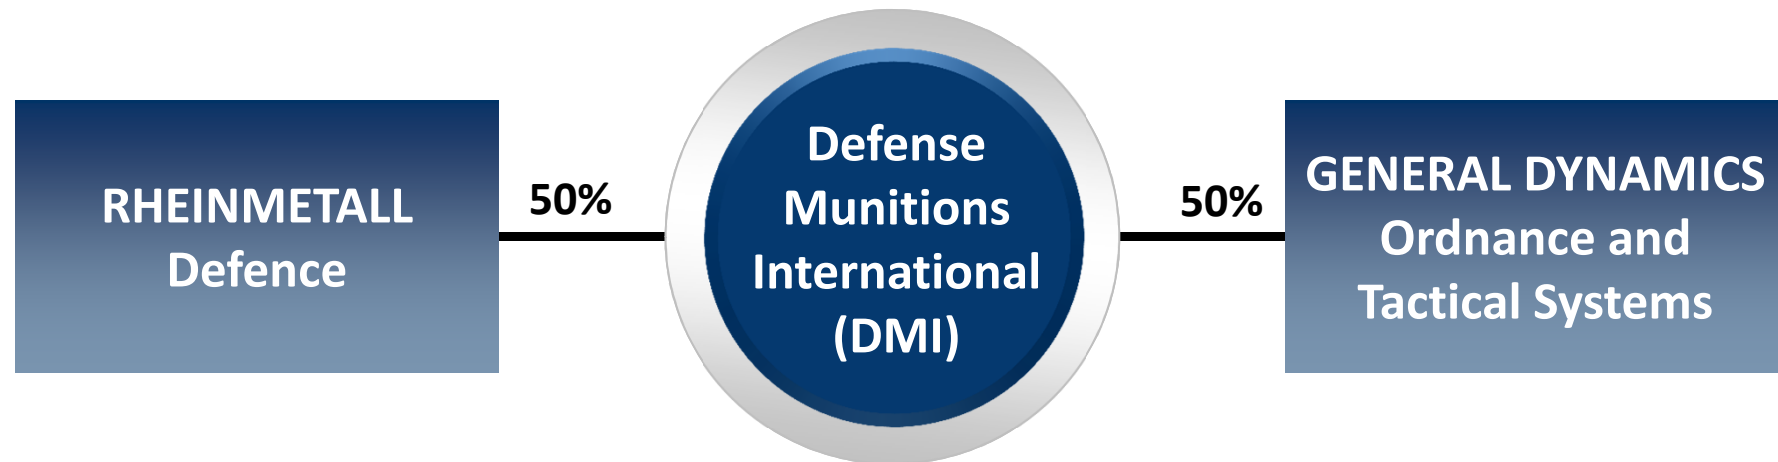 RHEINMETALL
Defence
50%
Defense
Munitions
International
(DMI)
50%
GENERAL DYNAMICS
Ordnance and
Tactical Systems